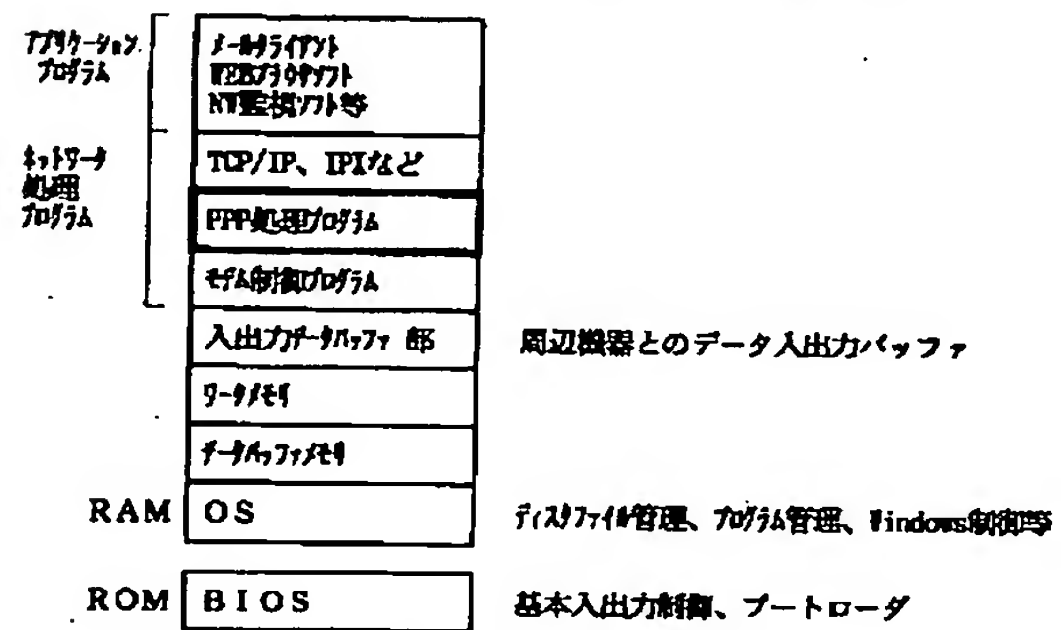 アプリケーション
プログラム
メールクライアント
WEBブラウザソフト
NW監視ソフト等
ネットワーク
処理
プログラム
TCP/IP、IPXなど
PPP処理プログラム
モデム制御プログラム
入出力データバッファ 部
周辺機器とのデータ入出力バッファ
ワークメモリ
データバッファメモリ
RAM
OS
ディスクファイル管理、プログラム管理、Windows制御等
ROM
BIOS
基本入出力制御、ブートローダ